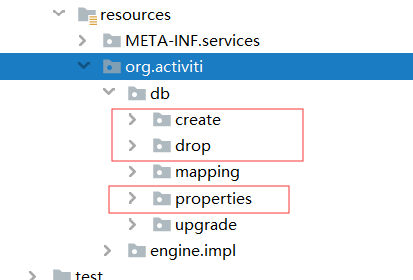 resources
META-INF.services
org.activiti
db
create
drop
mapping
properties
upgrade
engine.impl
test